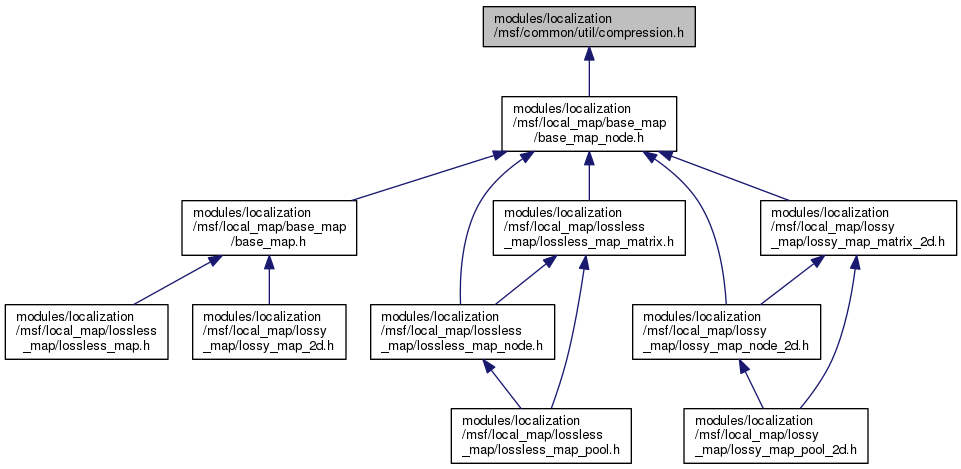 modules/localization
/msf/common/util/compression.h
modules/localization
/msf/local_map/base_map
/base_map_node.h
modules/localization
/msf/local_map/base_map
/base_map.h
modules/localization
/msf/local_map/lossless
_map/lossless_map_matrix.h
modules/localization
/msf/local_map/lossy
_map/lossy_map_matrix_2d.h
modules/localization
/msf/local_map/lossless
_map/lossless_map.h
modules/localization
/msf/local_map/lossy
_map/lossy_map_2d.h
modules/localization
/msf/local_map/lossless
_map/lossless_map_node.h
modules/localization
/msf/local_map/lossy
_map/lossy_map_node_2d.h
modules/localization
/msf/local_map/lossless
_map/lossless_map_pool.h
modules/localization
/msf/local_map/lossy
_map/lossy_map_pool_2d.h